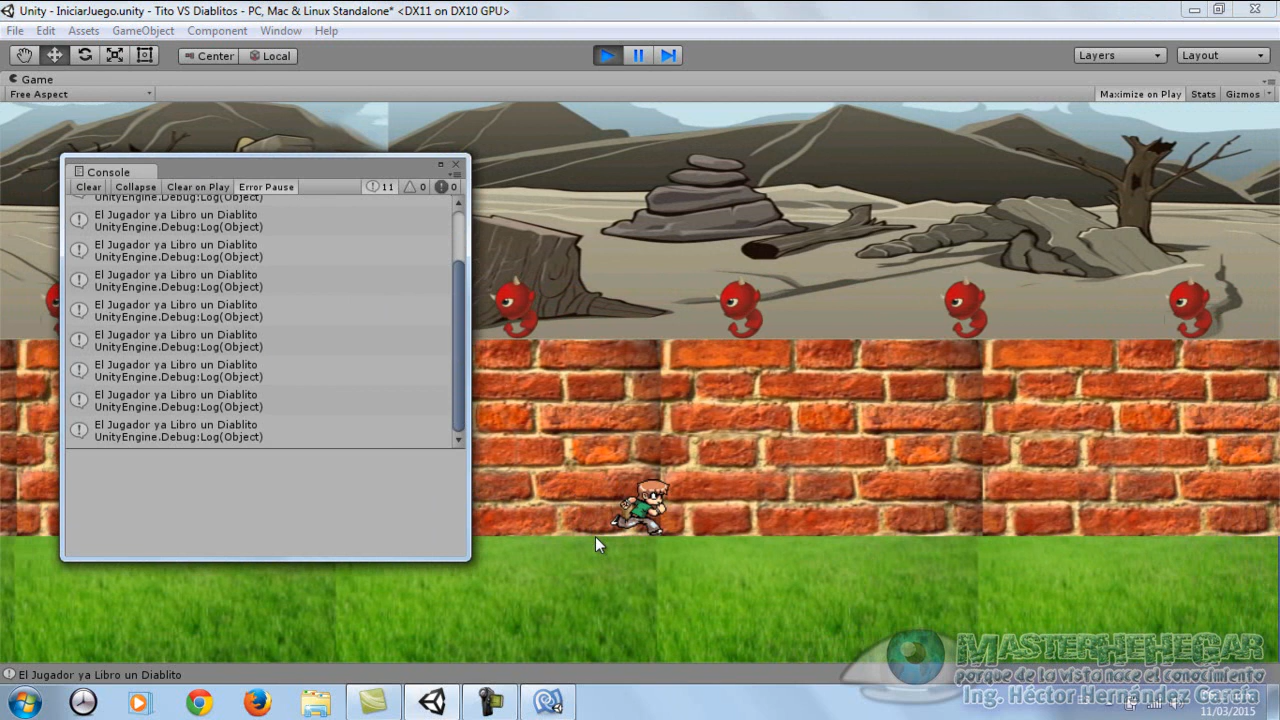 Unity - IniciarJuego.unity - Tito VS Diablitos - PC, Mac & Linux Standalone* <DX11 on DX10 GPU>
File Edit Assets GameObject Component Window Help
Center Local Layers Layout
Game
Free Aspect Maximize on Play Stats Gizmos
Console
Clear Collapse Clear on Play Error Pause 11 0 0
UnityEngine.Debug:Log(Object)
El Jugador ya Libro un Diablito
UnityEngine.Debug:Log(Object)
El Jugador ya Libro un Diablito
UnityEngine.Debug:Log(Object)
El Jugador ya Libro un Diablito
UnityEngine.Debug:Log(Object)
El Jugador ya Libro un Diablito
UnityEngine.Debug:Log(Object)
El Jugador ya Libro un Diablito
UnityEngine.Debug:Log(Object)
El Jugador ya Libro un Diablito
UnityEngine.Debug:Log(Object)
El Jugador ya Libro un Diablito
UnityEngine.Debug:Log(Object)
El Jugador ya Libro un Diablito
UnityEngine.Debug:Log(Object)
El Jugador ya Libro un Diablito
MASTERHEHEGAR
porque de la vista nace el conocimiento
Ing. Héctor Hernández García
11/03/2015